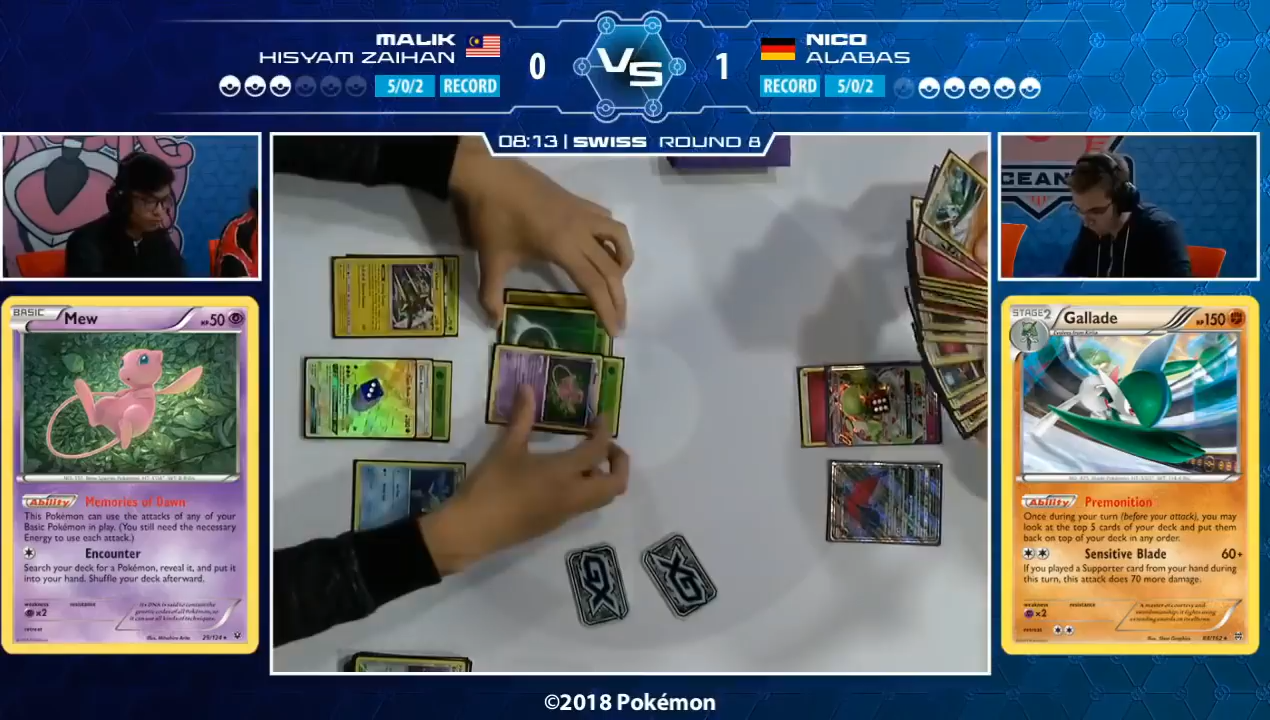 MALIK
HISYAM ZAIHAN
5/0/2 RECORD
0
VS
1
NICO
ALABAS
RECORD 5/0/2
08:13 | SWISS ROUND 8
OCEAN
BASIC Mew HP50
Ability Memories of Dawn
This Pokémon can use the attacks of any of your
Basic Pokémon in play. (You still need the necessary
Energy to use each attack.)
Encounter
Search your deck for a Pokémon, reveal it, and put it
into your hand. Shuffle your deck afterward.
weakness resistance
x2
retreat
29/124
GX
GX
STAGE2 Gallade HP150
Evolves from Kirlia
Ability Premonition
Once during your turn (before your attack), you may
look at the top 5 cards of your deck and put them
back on top of your deck in any order.
Sensitive Blade 60+
If you played a Supporter card from your hand during
this turn, this attack does 70 more damage.
weakness resistance
x2
retreat
©2018 Pokémon